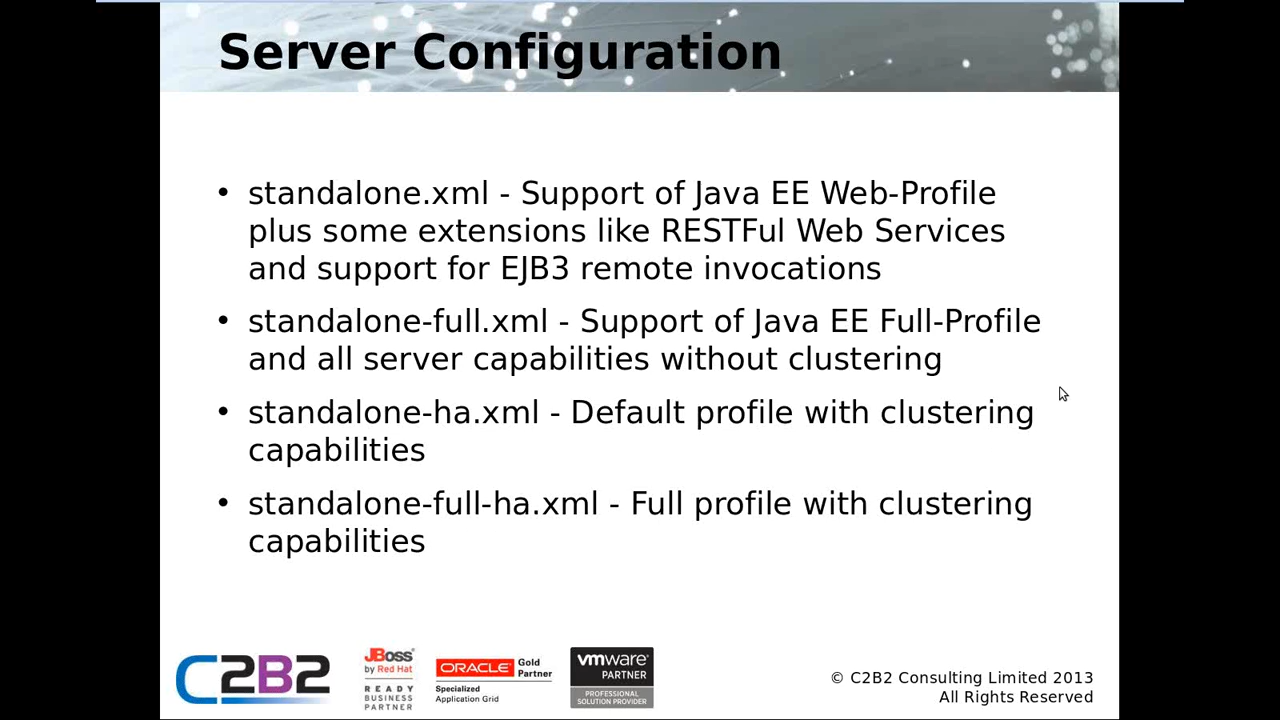 Server Configuration
• standalone.xml - Support of Java EE Web-Profile
plus some extensions like RESTFul Web Services
and support for EJB3 remote invocations
• standalone-full.xml - Support of Java EE Full-Profile
and all server capabilities without clustering
• standalone-ha.xml - Default profile with clustering
capabilities
• standalone-full-ha.xml - Full profile with clustering
capabilities
C2B2
JBoss
by Red Hat
READY
BUSINESS
PARTNER
ORACLE Gold
Partner
Specialized
Application Grid
vmware
PARTNER
PROFESSIONAL
SOLUTION PROVIDER
© C2B2 Consulting Limited 2013
All Rights Reserved